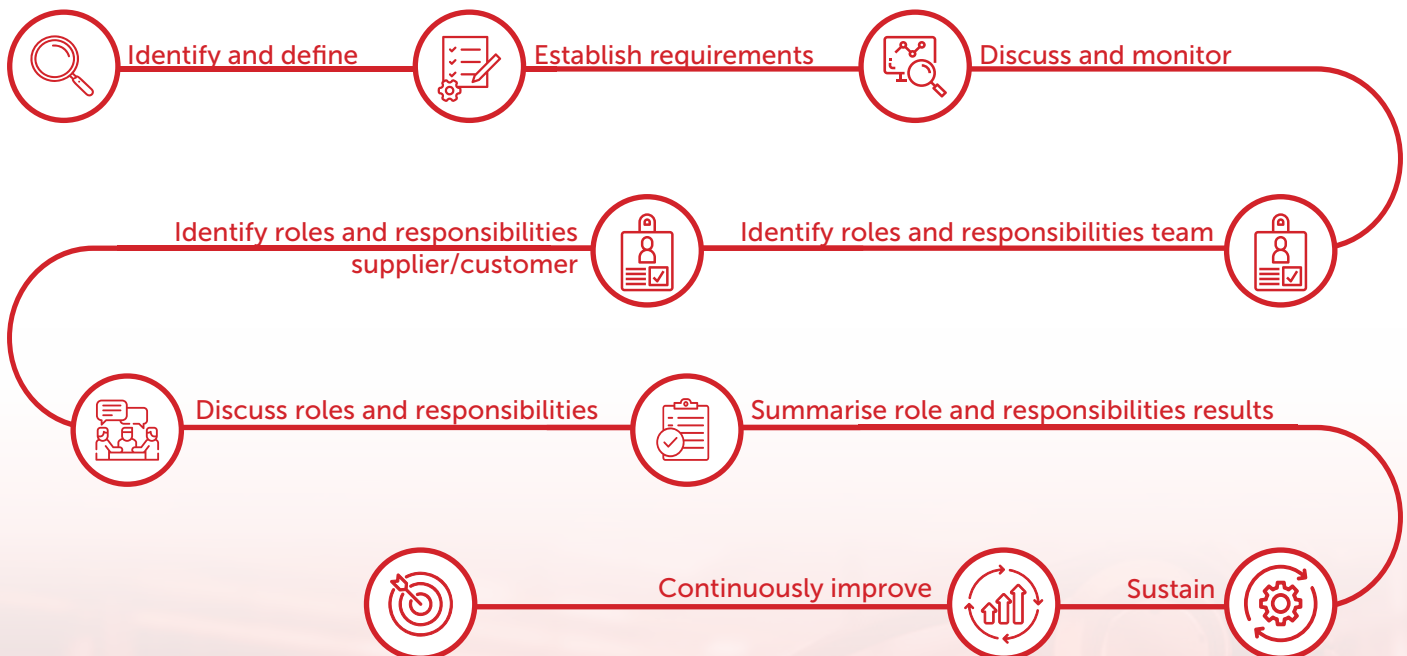 Identify and define
Establish requirements
Discuss and monitor
Identify roles and responsibilities team
Identify roles and responsibilities
supplier/customer
Discuss roles and responsibilities
Summarise role and responsibilities results
Sustain
Continuously improve